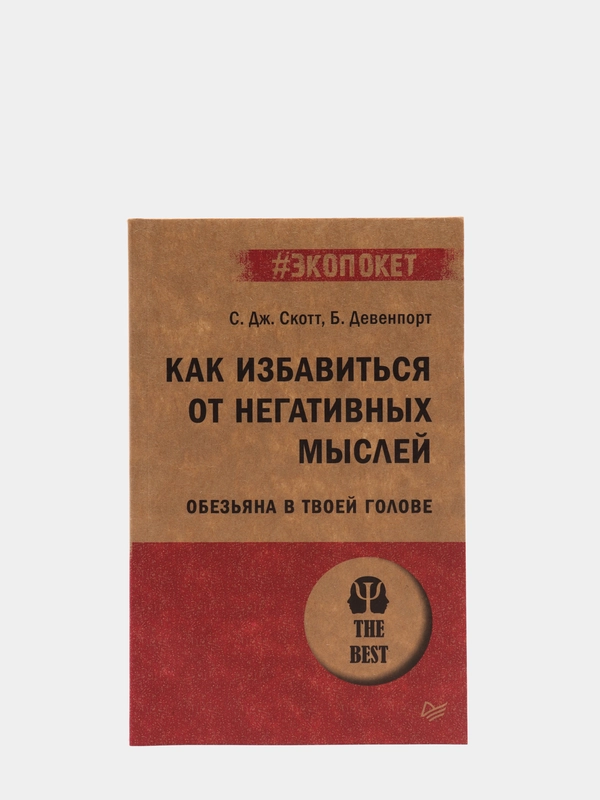 #ЭКОПОКЕТ
С. Дж. Скотт, Б. Девенпорт
КАК ИЗБАВИТЬСЯ
ОТ НЕГАТИВНЫХ
МЫСЛЕЙ
ОБЕЗЬЯНА В ТВОЕЙ ГОЛОВЕ
Ψ
THE
BEST